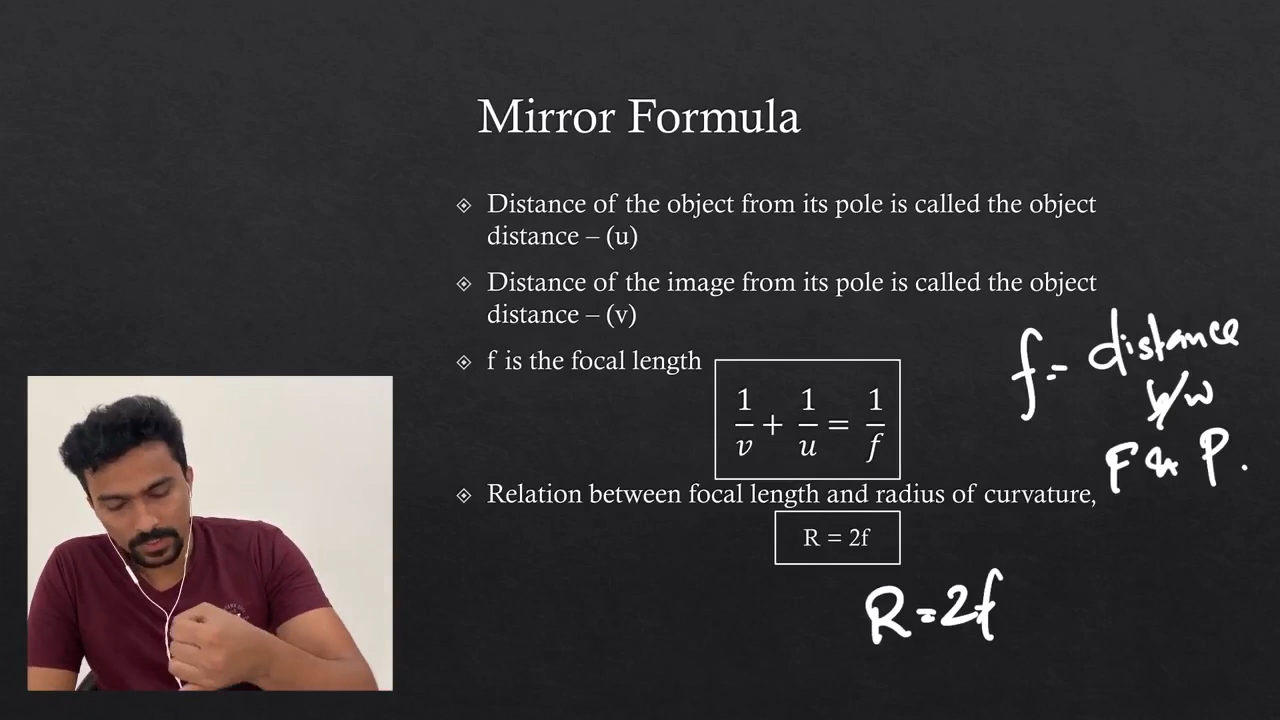 Mirror Formula
Distance of the object from its pole is called the object
distance – (u)
Distance of the image from its pole is called the object
distance – (v)
f is the focal length
1/v + 1/u = 1/f
Relation between focal length and radius of curvature,
R = 2f
f = distance
b/w
F & P.
R = 2f